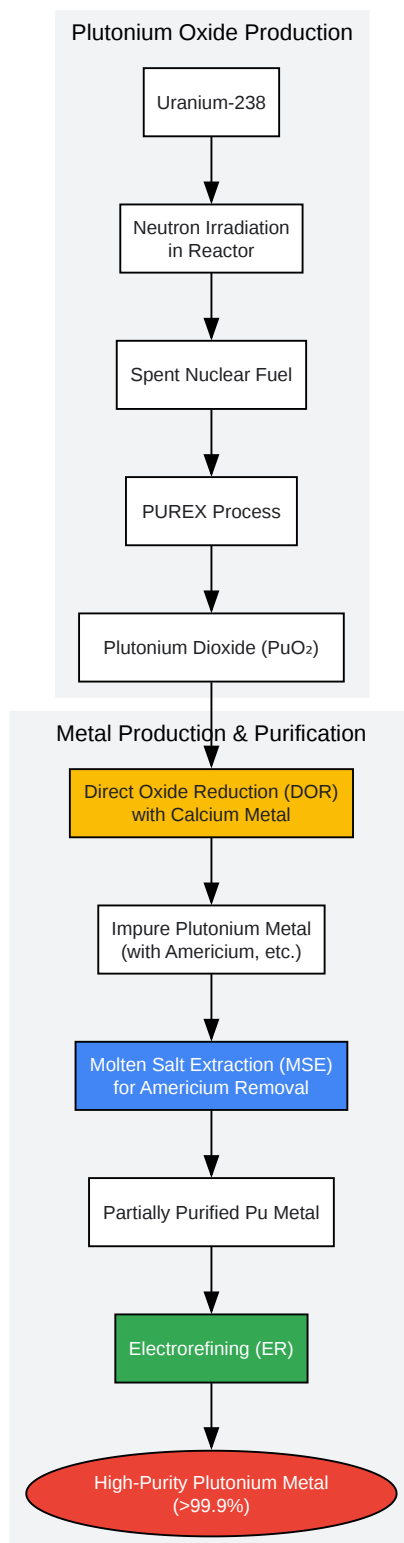 Plutonium Oxide Production
Uranium-238
Neutron Irradiation
in Reactor
Spent Nuclear Fuel
PUREX Process
Plutonium Dioxide (PuO₂)
Metal Production & Purification
Direct Oxide Reduction (DOR)
with Calcium Metal
Impure Plutonium Metal
(with Americium, etc.)
Molten Salt Extraction (MSE)
for Americium Removal
Partially Purified Pu Metal
Electrorefining (ER)
High-Purity Plutonium Metal
(>99.9%)